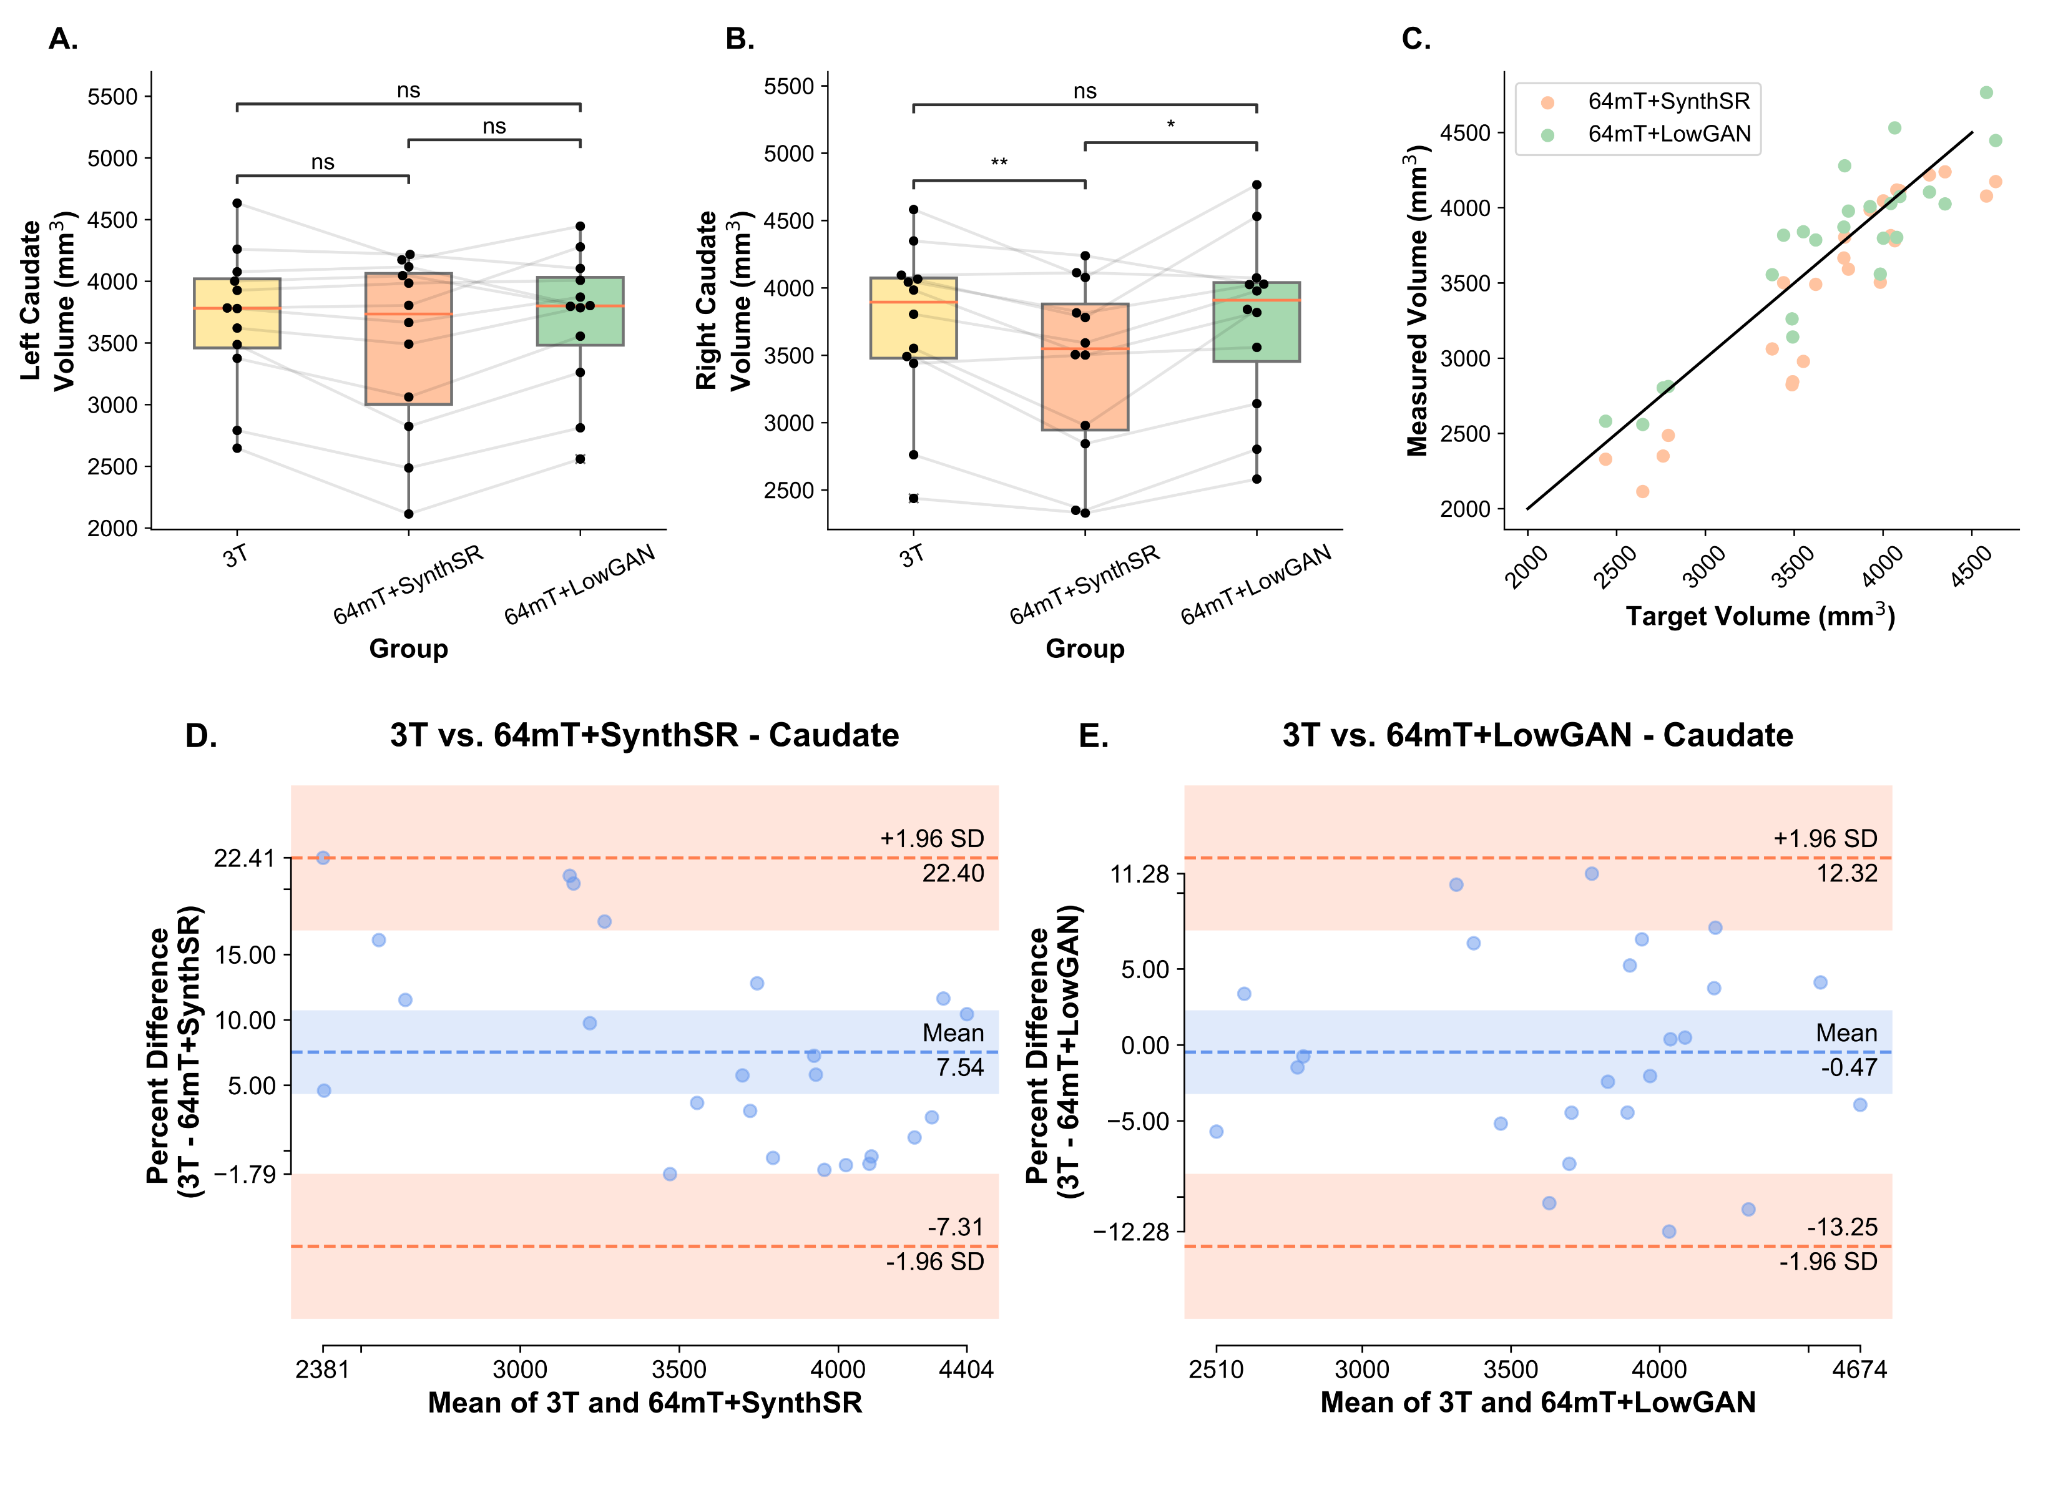 A.
5500
5000
4500
4000
3500
3000
2500
2000
Left Caudate
Volume (mm³)
ns
ns
ns
3T
64mT+SynthSR
64mT+LowGAN
Group
B.
5500
5000
4500
4000
3500
3000
2500
Right Caudate
Volume (mm³)
ns
*
**
3T
64mT+SynthSR
64mT+LowGAN
Group
C.
64mT+SynthSR
64mT+LowGAN
4500
4000
3500
3000
2500
2000
Measured Volume (mm³)
2000
2500
3000
3500
4000
4500
Target Volume (mm³)
D.
3T vs. 64mT+SynthSR - Caudate
22.41
15.00
10.00
5.00
−1.79
Percent Difference
(3T - 64mT+SynthSR)
+1.96 SD
22.40
Mean
7.54
-7.31
-1.96 SD
2381
3000
3500
4000
4404
Mean of 3T and 64mT+SynthSR
E.
3T vs. 64mT+LowGAN - Caudate
11.28
5.00
0.00
−5.00
−12.28
Percent Difference
(3T - 64mT+LowGAN)
+1.96 SD
12.32
Mean
-0.47
-13.25
-1.96 SD
2510
3000
3500
4000
4674
Mean of 3T and 64mT+LowGAN